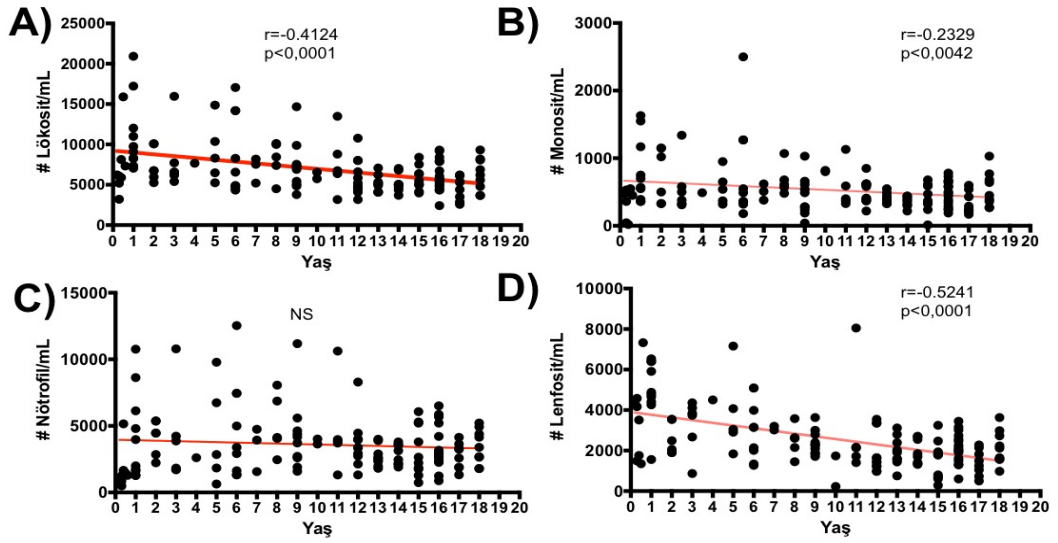 A)
r=-0.4124
p<0,0001
# Lökosit/mL
25000
20000
15000
10000
5000
0
0 1 2 3 4 5 6 7 8 9 10 11 12 13 14 15 16 17 18 19 20
Yaş
B)
r=-0.2329
p<0,0042
# Monosit/mL
3000
2000
1000
0
0 1 2 3 4 5 6 7 8 9 10 11 12 13 14 15 16 17 18 19 20
Yaş
C)
NS
# Nötrofil/mL
15000
10000
5000
0
0 1 2 3 4 5 6 7 8 9 10 11 12 13 14 15 16 17 18 19 20
Yaş
D)
r=-0.5241
p<0,0001
# Lenfosit/mL
10000
8000
6000
4000
2000
0
0 1 2 3 4 5 6 7 8 9 10 11 12 13 14 15 16 17 18 19 20
Yaş